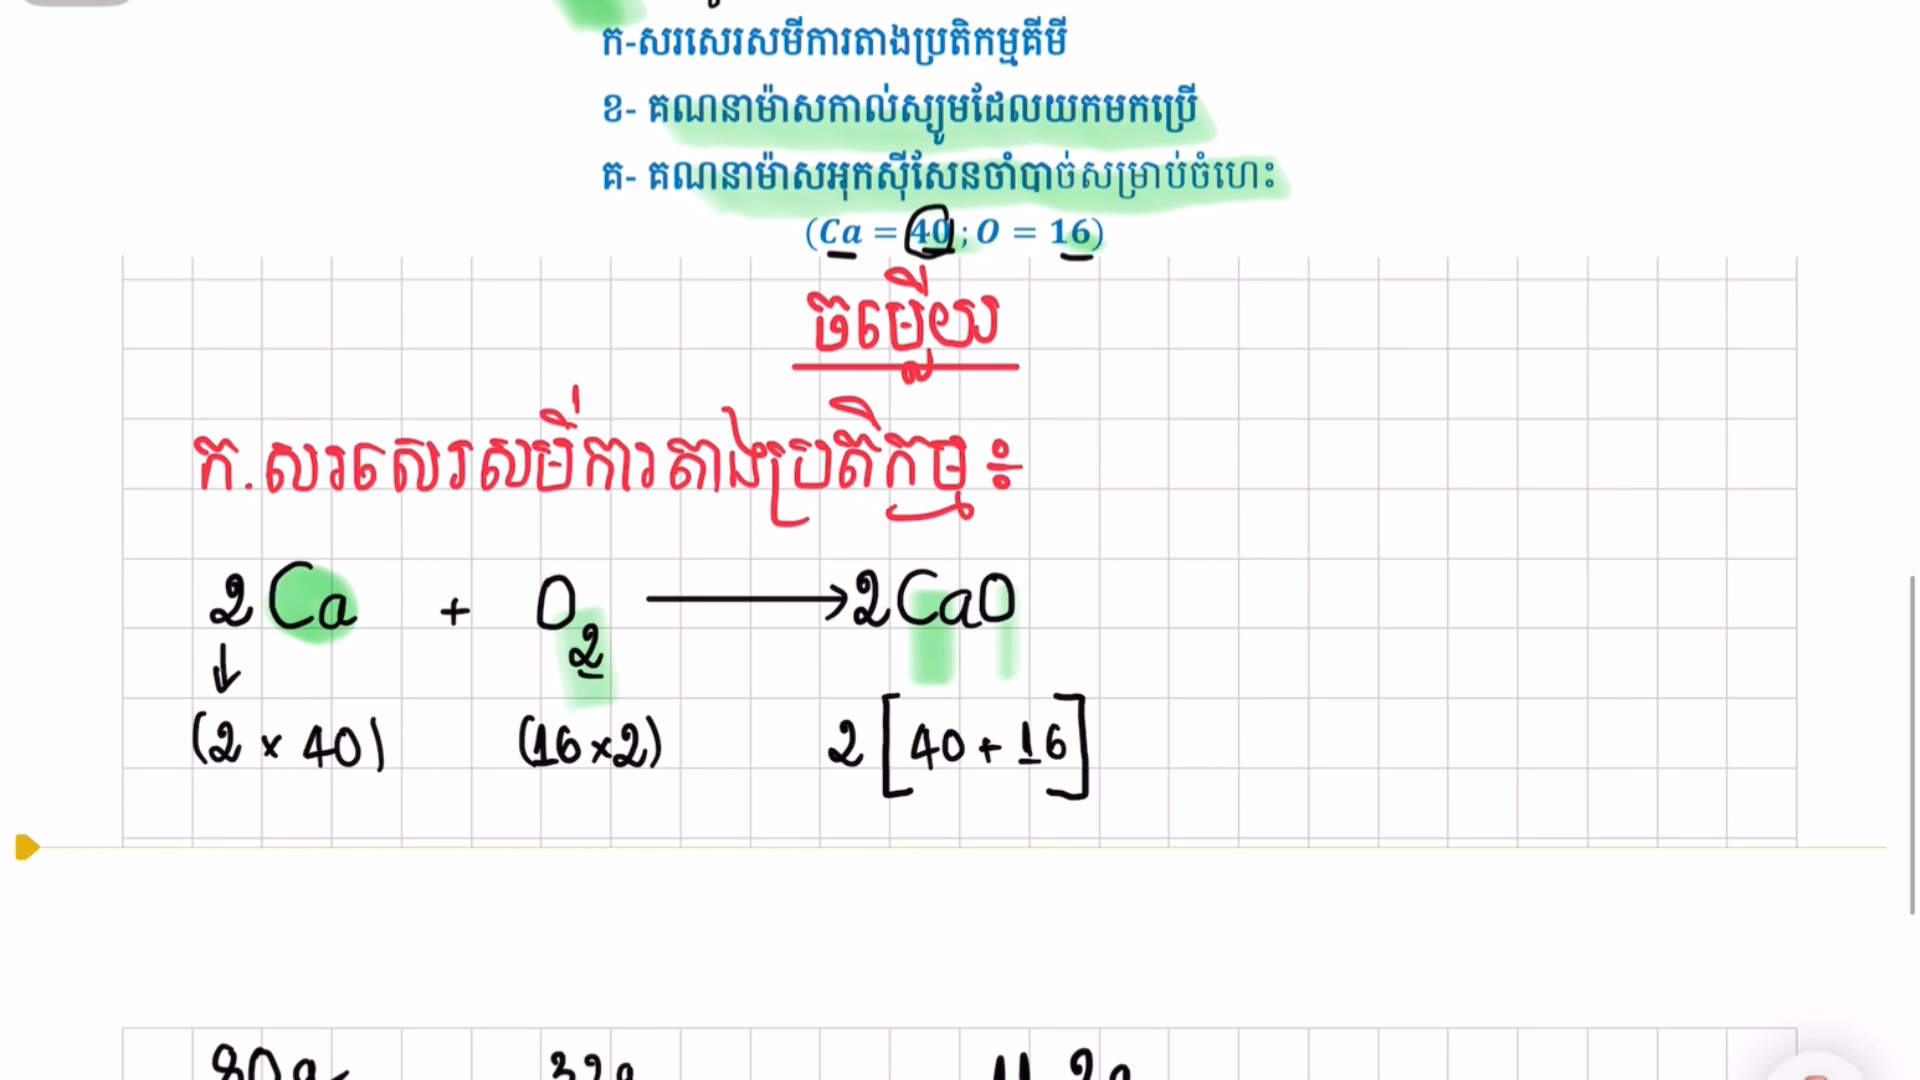 ក-សរសេរសមីការតាងប្រតិកម្មគីមី
ខ- គណនាម៉ាសកាល់ស្យូមដែលយកមកប្រើ
គ- គណនាម៉ាសអុកស៊ីសែនចាំបាច់សម្រាប់ចំហេះ
(Ca = 40 ; O = 16)
ចម្លើយ
ក.សរសេរសមីការតាងប្រតិកម្ម ៖
2Ca + O₂ ⟶ 2CaO
↓
(2 × 40) (16 × 2) 2 [40 + 16]
80g 32g